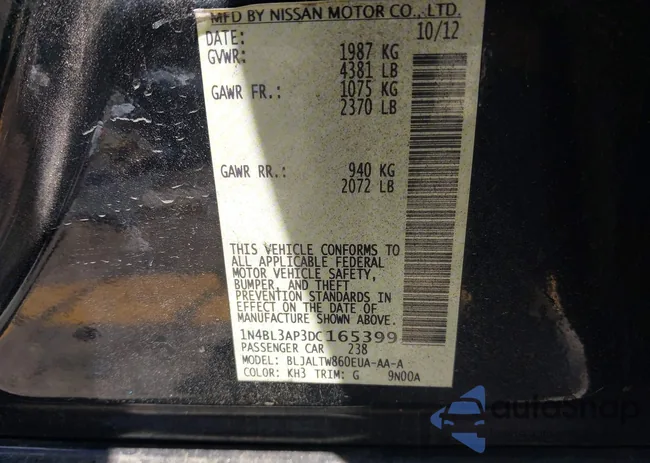 MFD BY NISSAN MOTOR CO., LTD.
DATE: 10/12
GVWR: 1987 KG
4381 LB
GAWR FR.: 1075 KG
2370 LB
GAWR RR.: 940 KG
2072 LB
THIS VEHICLE CONFORMS TO
ALL APPLICABLE FEDERAL
MOTOR VEHICLE SAFETY,
BUMPER, AND THEFT
PREVENTION STANDARDS IN
EFFECT ON THE DATE OF
MANUFACTURE SHOWN ABOVE.
1N4BL3AP3DC165399
PASSENGER CAR 238
MODEL: BLJALTW860EUA-AA-A
COLOR: KH3 TRIM: G 9N00A
autoShop